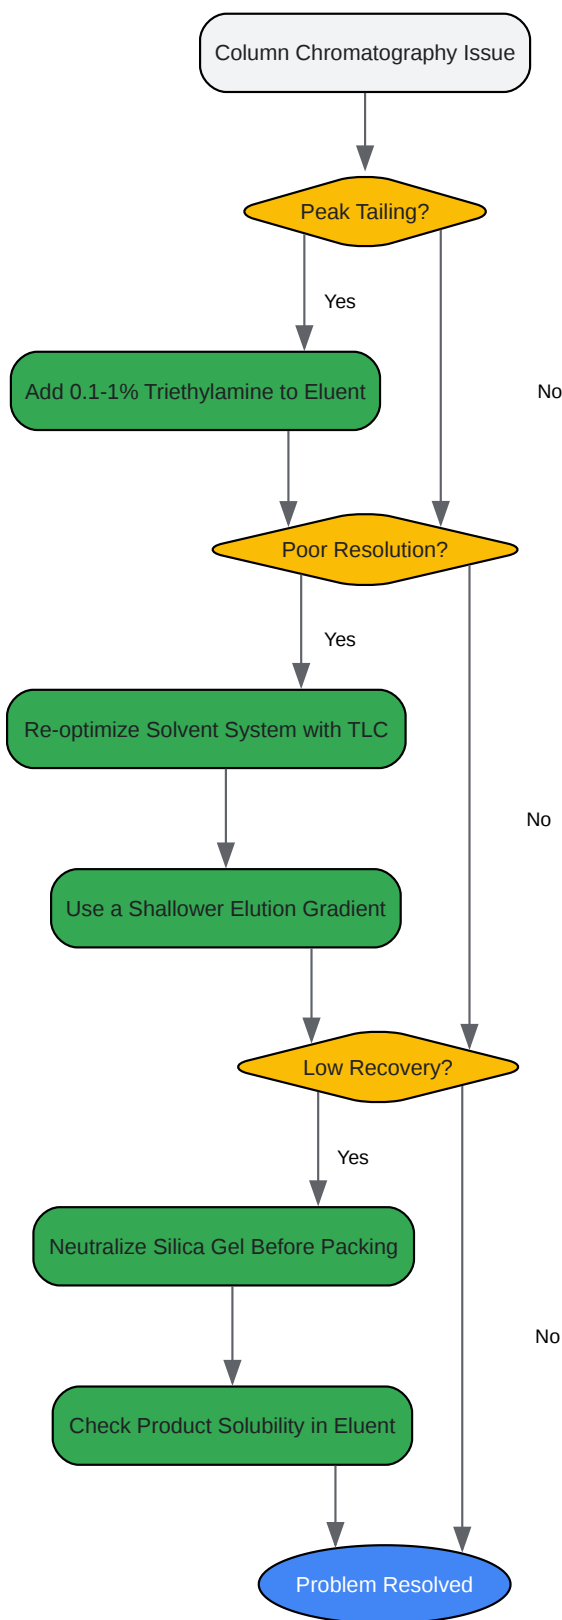 Column Chromatography Issue
Peak Tailing?
Yes
Add 0.1-1% Triethylamine to Eluent
No
Poor Resolution?
Yes
Re-optimize Solvent System with TLC
No
Use a Shallower Elution Gradient
Low Recovery?
Yes
Neutralize Silica Gel Before Packing
No
Check Product Solubility in Eluent
Problem Resolved